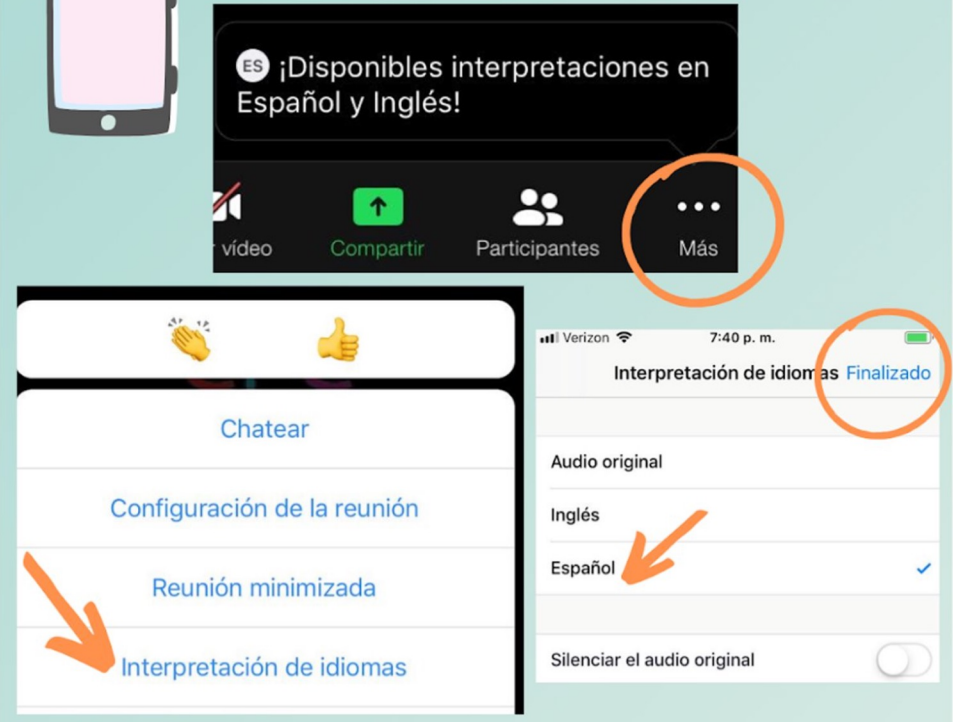 ES ¡Disponibles interpretaciones en
Español y Inglés!
vídeo
Compartir
Participantes
Más
Chatear
Configuración de la reunión
Reunión minimizada
Interpretación de idiomas
Verizon 7:40 p. m.
Interpretación de idiomas Finalizado
Audio original
Inglés
Español
Silenciar el audio original